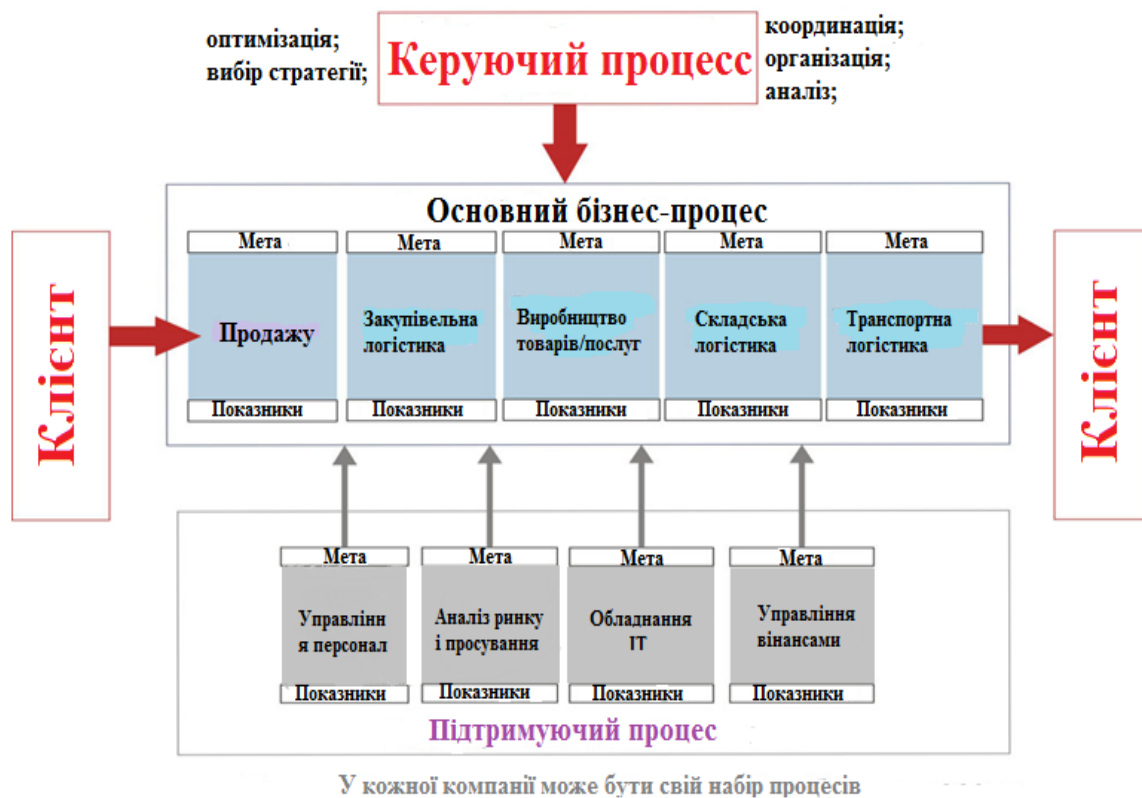 оптимізація;
вибір стратегії;
Керуючий процесс
координація;
організація;
аналіз;
Основний бізнес-процес
Мета
Мета
Мета
Мета
Мета
Клієнт
Продажу
Закупівельна
логістика
Виробництво
товарів/послуг
Складська
логістика
Транспортна
логістика
Клієнт
Показники
Показники
Показники
Показники
Показники
Мета
Мета
Мета
Мета
Управлінн
я персонал
Аналіз ринку
і просування
Обладнання
ІТ
Управління
вінансами
Показники
Показники
Показники
Показники
Підтримуючий процес
У кожної компанії може бути свій набір процесів